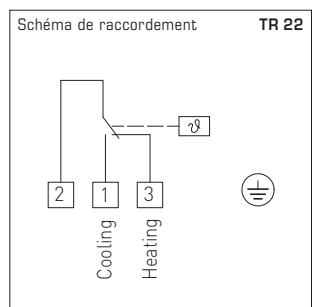 Schéma de raccordement TR 22
ϑ
2 1 3
Cooling
Heating